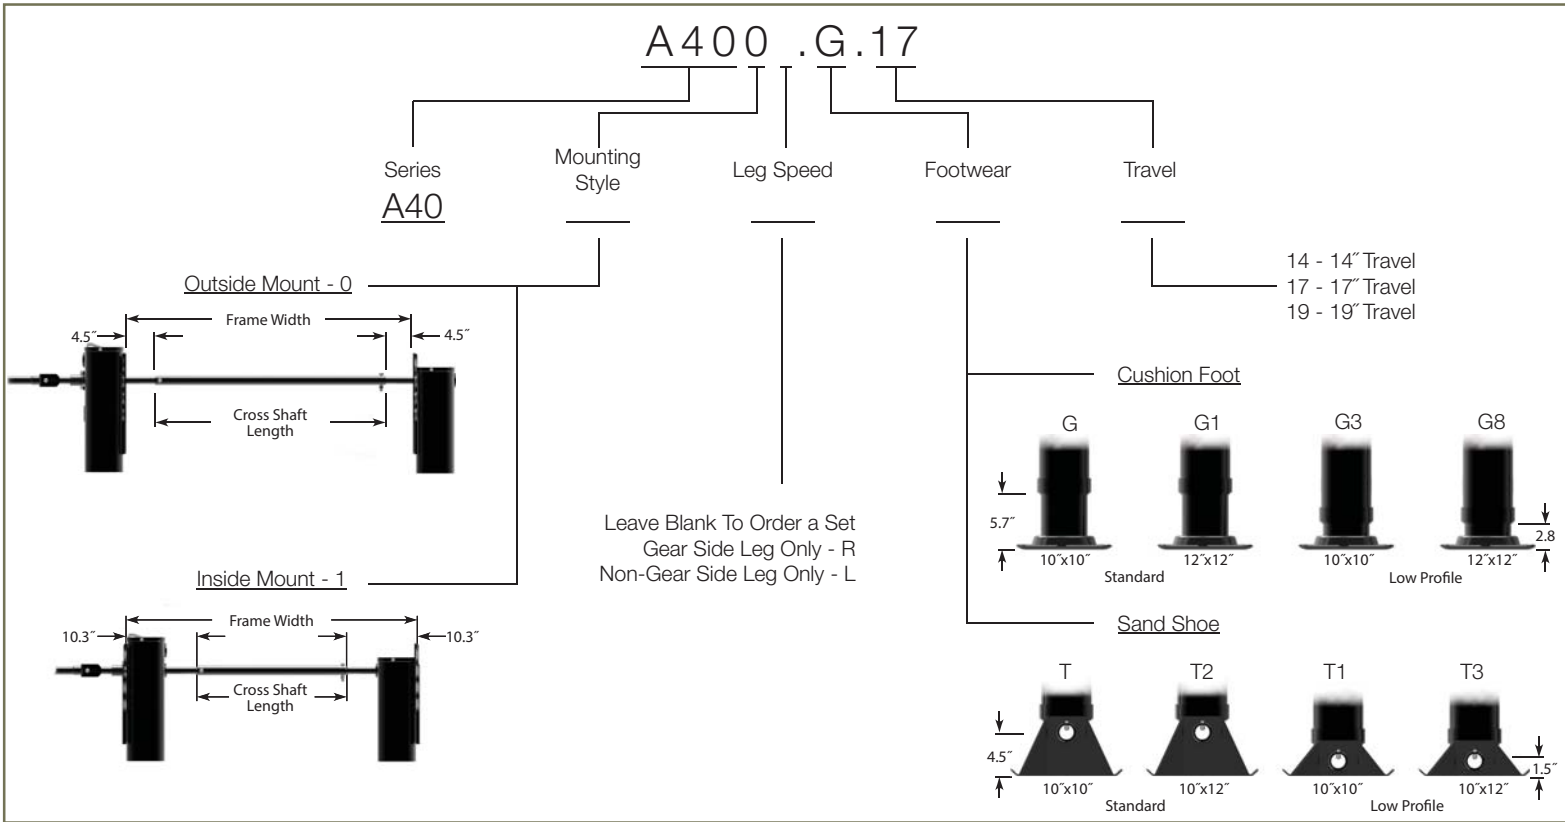 A400 .G.17
Series
Mounting
Style
Leg Speed
Footwear
Travel
A40
14 - 14˝ Travel
17 - 17˝ Travel
19 - 19˝ Travel
Outside Mount - 0
Frame Width
4.5˝
4.5˝
Cross Shaft
Length
Leave Blank To Order a Set
Gear Side Leg Only - R
Non-Gear Side Leg Only - L
Inside Mount - 1
Frame Width
10.3˝
10.3˝
Cross Shaft
Length
Cushion Foot
G
G1
G3
G8
5.7˝
2.8
10˝x10˝
12˝x12˝
10˝x10˝
12˝x12˝
Standard
Low Profile
Sand Shoe
T
T2
T1
T3
4.5˝
1.5˝
10˝x10˝
10˝x12˝
10˝x10˝
10˝x12˝
Standard
Low Profile